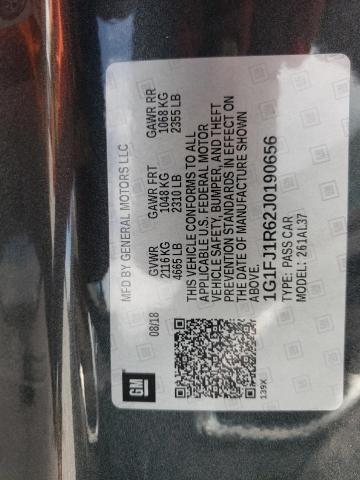 GM
MFD BY GENERAL MOTORS LLC
08/18 GVWR GAWR FRT GAWR RR
2116 KG 1048 KG 1068 KG
4665 LB 2310 LB 2355 LB
THIS VEHICLE CONFORMS TO ALL
APPLICABLE U.S. FEDERAL MOTOR
VEHICLE SAFETY, BUMPER, AND THEFT
PREVENTION STANDARDS IN EFFECT ON
THE DATE OF MANUFACTURE SHOWN
ABOVE.
1G1FJ1R62J0190656
TYPE: PASS CAR
MODEL: 261AL37
139X